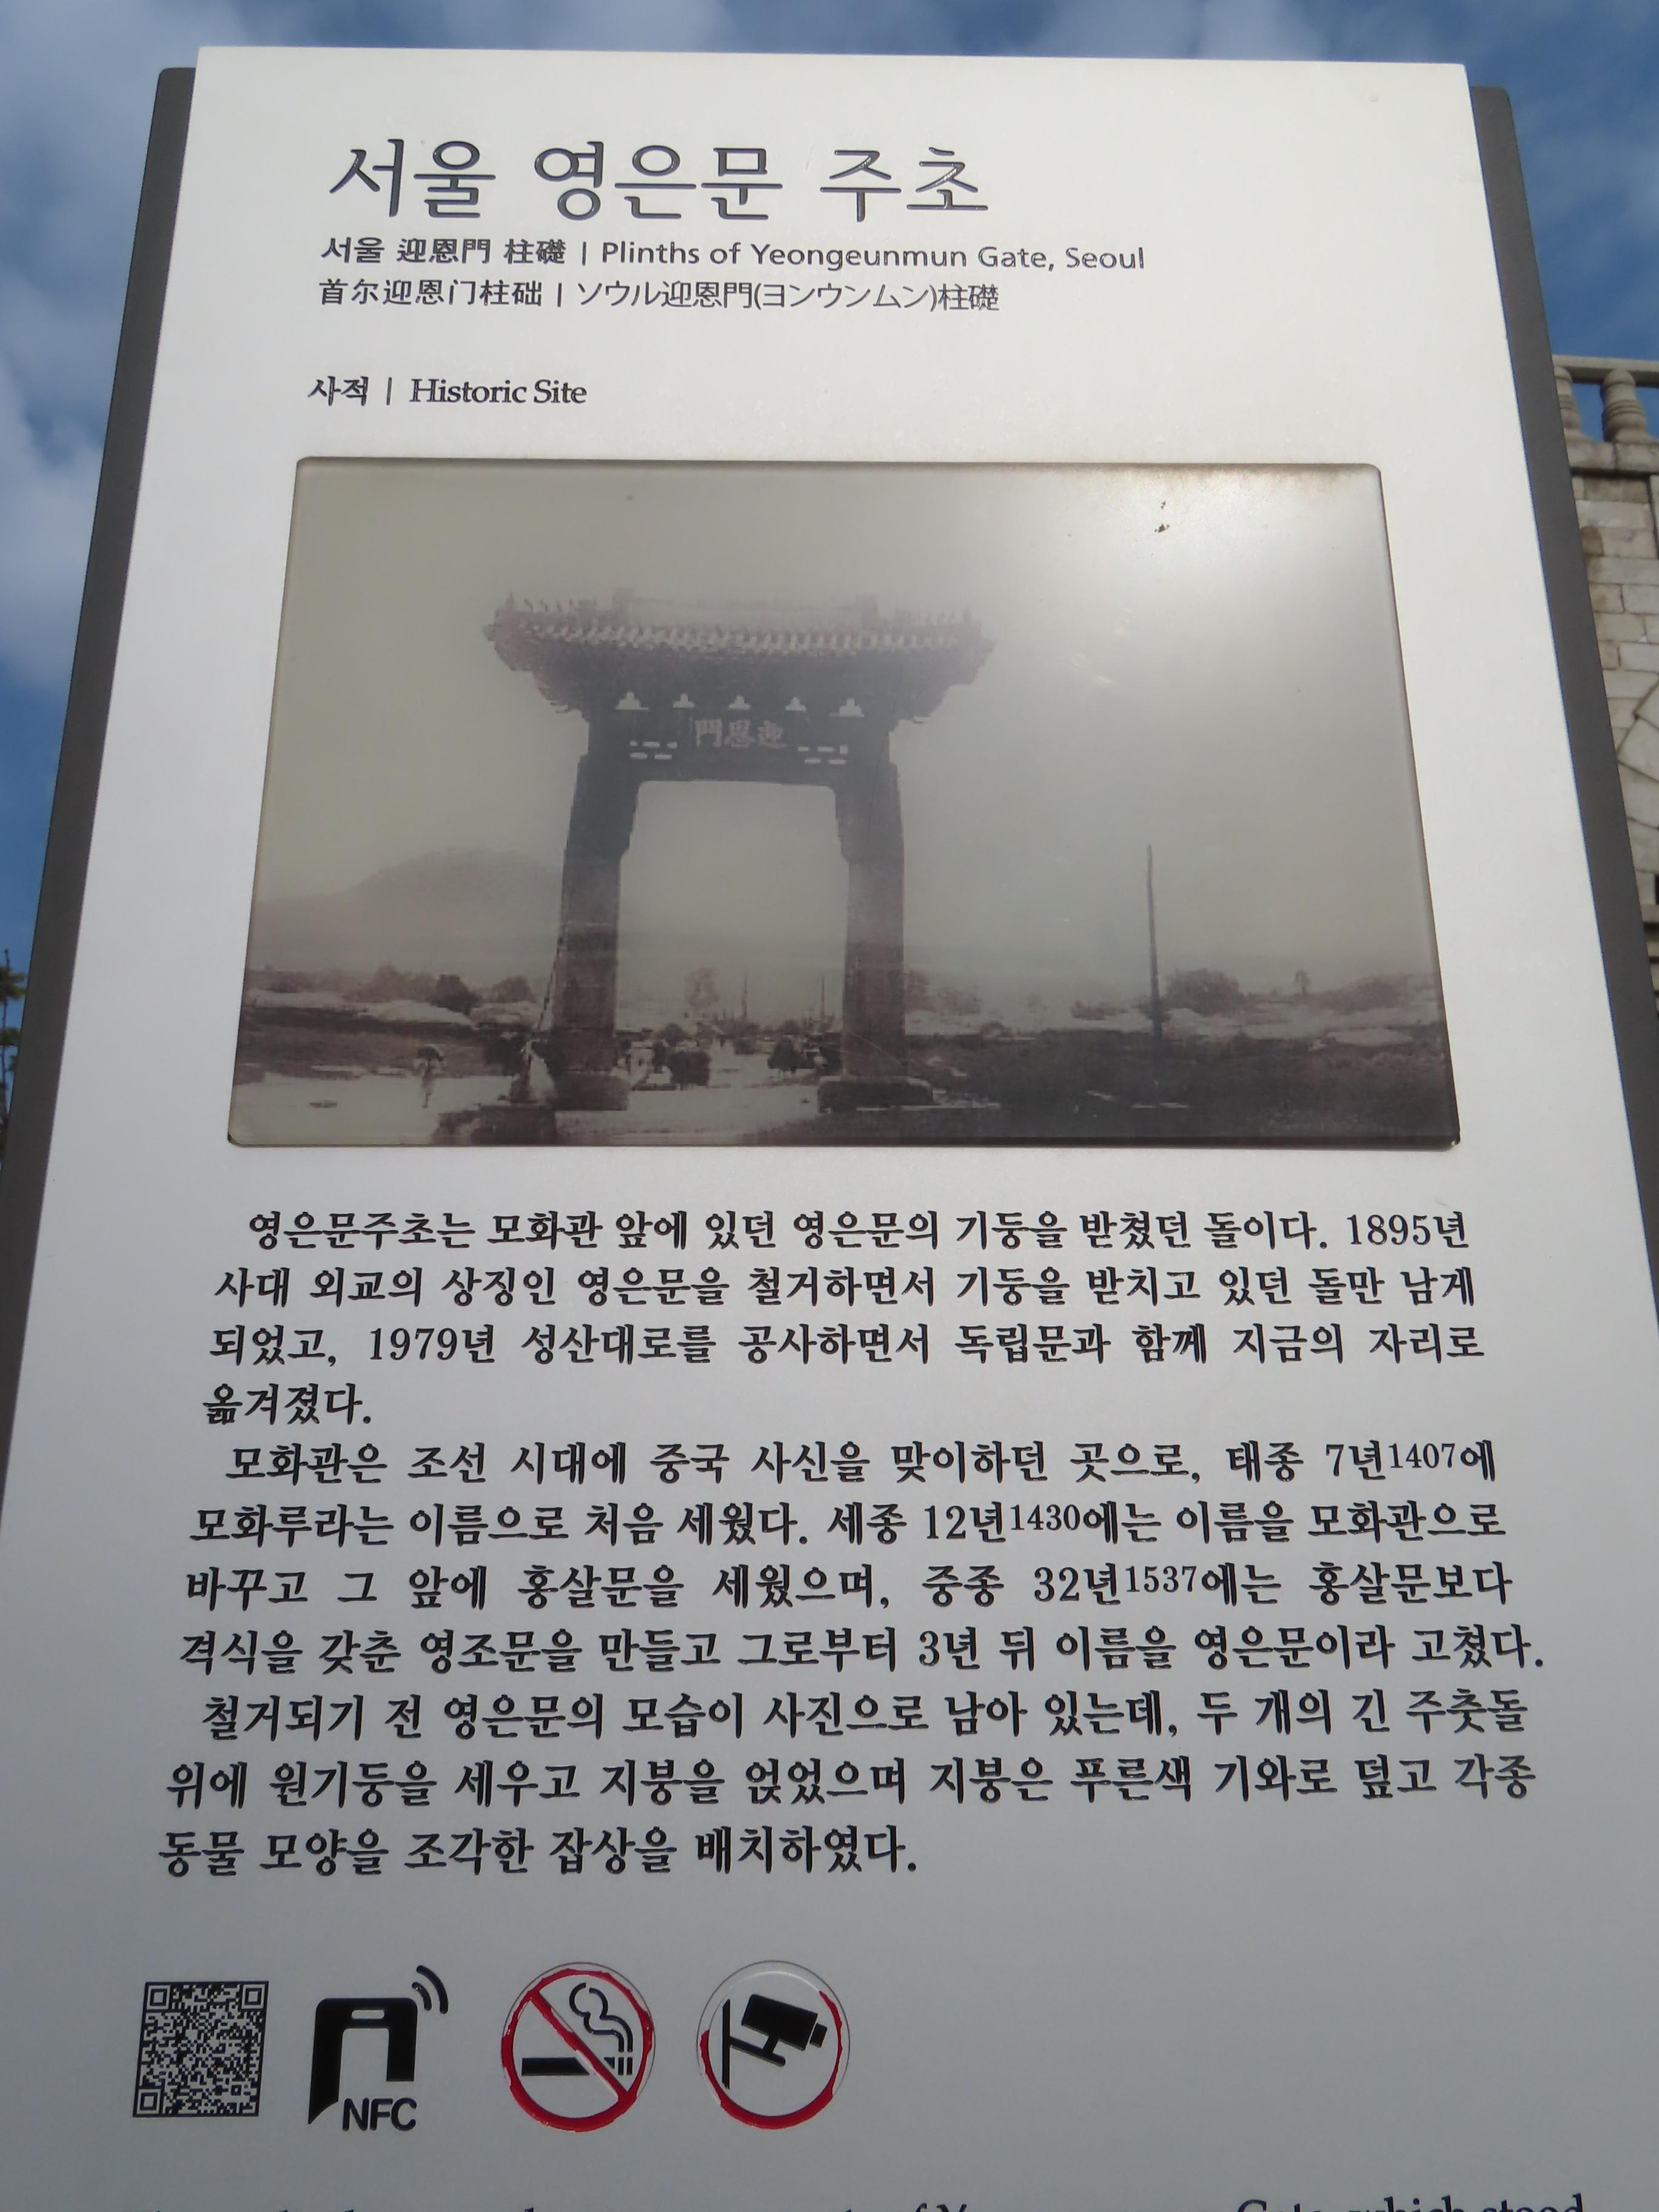 서울 영은문 주초
서울 迎恩門 柱礎 | Plinths of Yeongeunmun Gate, Seoul
首尔迎恩门柱础 | ソウル迎恩門(ヨンウンムン)柱礎
사적 | Historic Site
門恩迎
영은문주초는 모화관 앞에 있던 영은문의 기둥을 받쳤던 돌이다. 1895년
사대 외교의 상징인 영은문을 철거하면서 기둥을 받치고 있던 돌만 남게
되었고, 1979년 성산대로를 공사하면서 독립문과 함께 지금의 자리로
옮겨졌다.
모화관은 조선 시대에 중국 사신을 맞이하던 곳으로, 태종 7년1407에
모화루라는 이름으로 처음 세웠다. 세종 12년1430에는 이름을 모화관으로
바꾸고 그 앞에 홍살문을 세웠으며, 중종 32년1537에는 홍살문보다
격식을 갖춘 영조문을 만들고 그로부터 3년 뒤 이름을 영은문이라 고쳤다.
철거되기 전 영은문의 모습이 사진으로 남아 있는데, 두 개의 긴 주춧돌
위에 원기둥을 세우고 지붕을 얹었으며 지붕은 푸른색 기와로 덮고 각종
동물 모양을 조각한 잡상을 배치하였다.
NFC
Gate, which stood